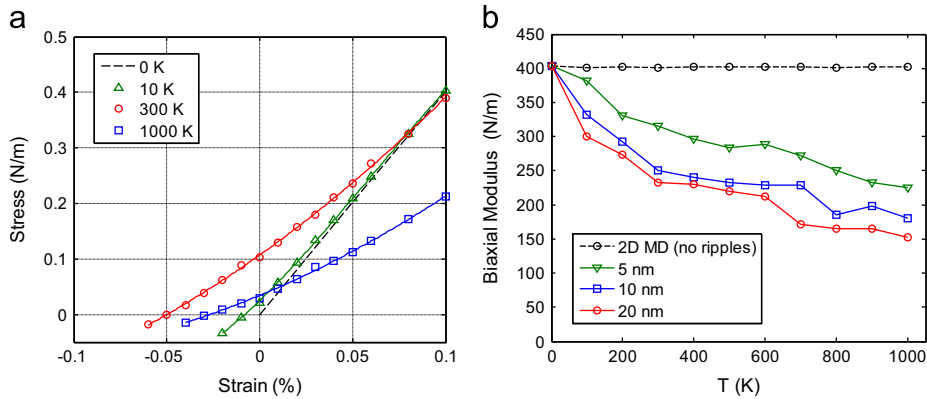 a
0.5
0.4
0.3
0.2
0.1
0
-0.1
-0.05
0
0.05
0.1
Stress (N/m)
Strain (%)
0 K
10 K
300 K
1000 K
b
450
400
350
300
250
200
150
100
50
0
0
200
400
600
800
1000
Biaxial Modulus (N/m)
T (K)
2D MD (no ripples)
5 nm
10 nm
20 nm